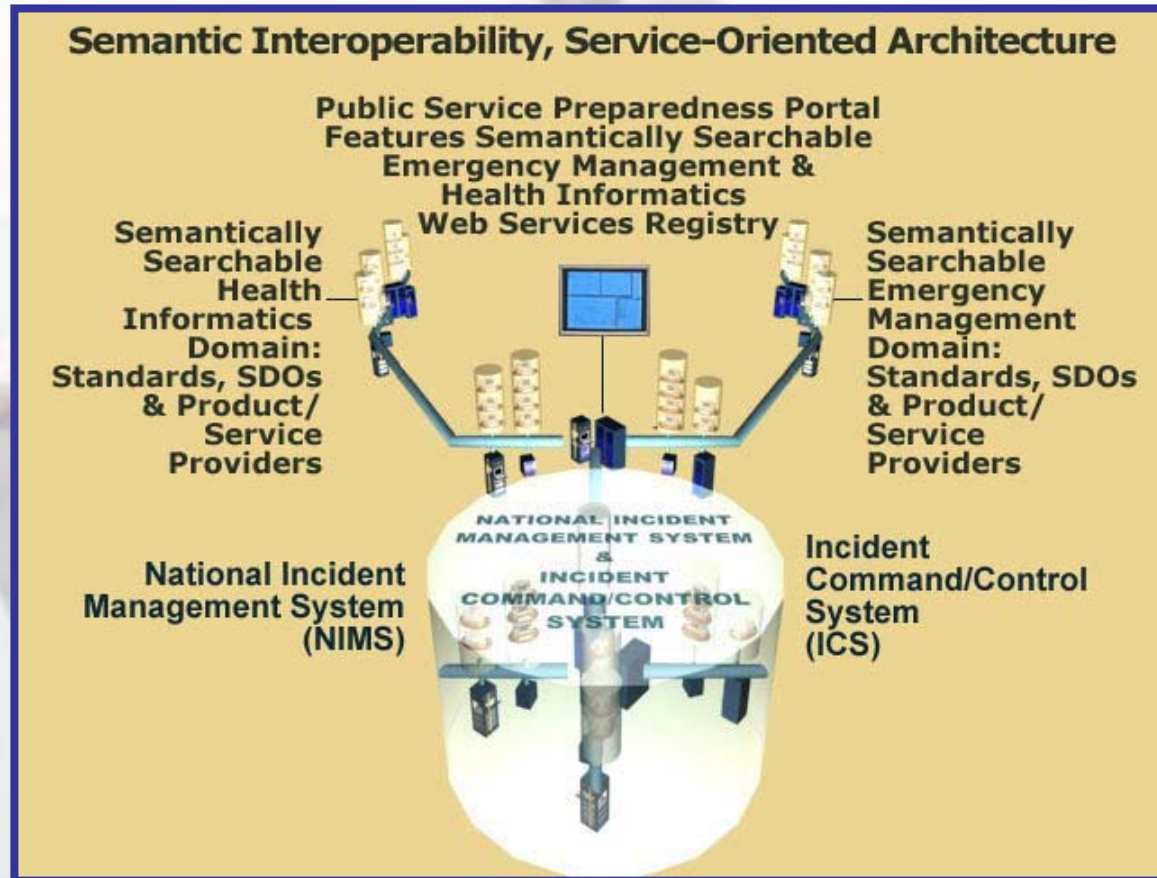 Semantic Interoperability, Service-Oriented Architecture
Public Service Preparedness Portal
Features Semantically Searchable
Emergency Management &
Health Informatics
Web Services Registry
Semantically
Searchable
Health
Informatics
Domain:
Standards, SDOs
& Product/
Service
Providers
Semantically
Searchable
Emergency
Management
Domain:
Standards, SDOs
& Product/
Service
Providers
NATIONAL INCIDENT
MANAGEMENT SYSTEM
&
INCIDENT
COMMAND/CONTROL
SYSTEM
National Incident
Management System
(NIMS)
Incident
Command/Control
System
(ICS)